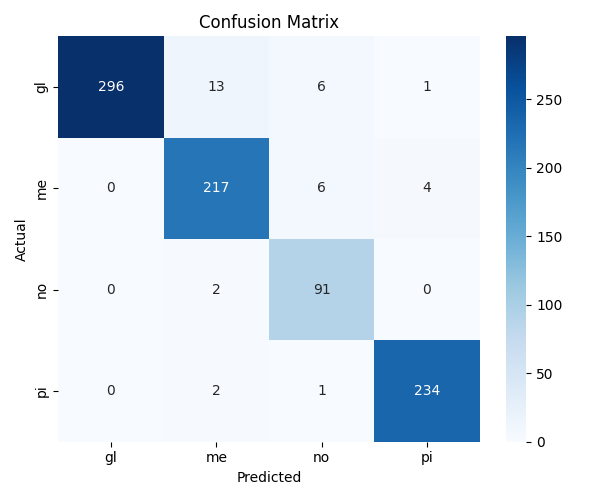 Confusion Matrix
gl 296 13 6 1
me 0 217 6 4
no 0 2 91 0
pi 0 2 1 234
gl me no pi
Predicted
Actual
250
200
150
100
50
0